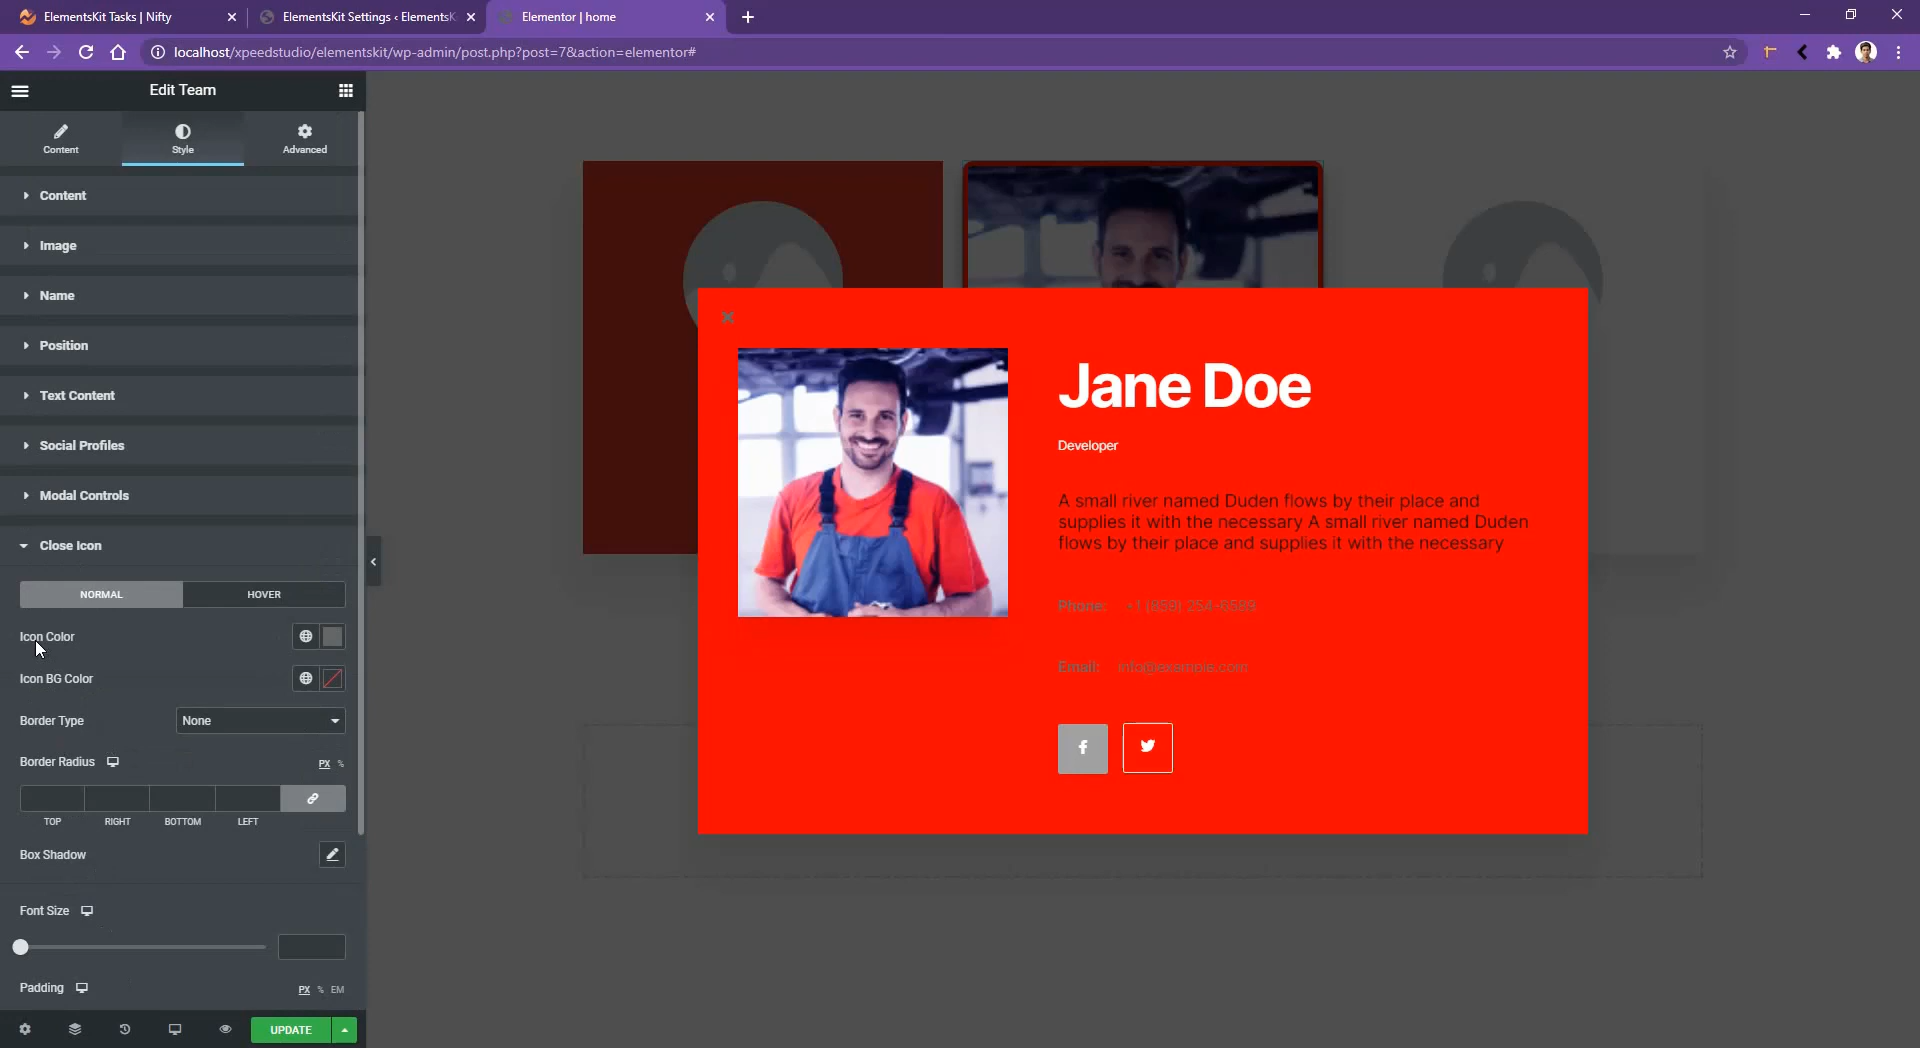 ElementsKit Tasks | Nifty
ElementsKit Settings ‹ ElementsK
Elementor | home
localhost/xpeedstudio/elementskit/wp-admin/post.php?post=7&action=elementor#
Edit Team
Content
Style
Advanced
Content
Image
Name
Position
Text Content
Social Profiles
Modal Controls
Close Icon
NORMAL
HOVER
Icon Color
Icon BG Color
Border Type
None
Border Radius
PX %
TOP
RIGHT
BOTTOM
LEFT
Box Shadow
Font Size
Padding
PX % EM
UPDATE
Jane Doe
Developer
A small river named Duden flows by their place and
supplies it with the necessary A small river named Duden
flows by their place and supplies it with the necessary
Phone: +1 (859) 254-6589
Email: info@example.com